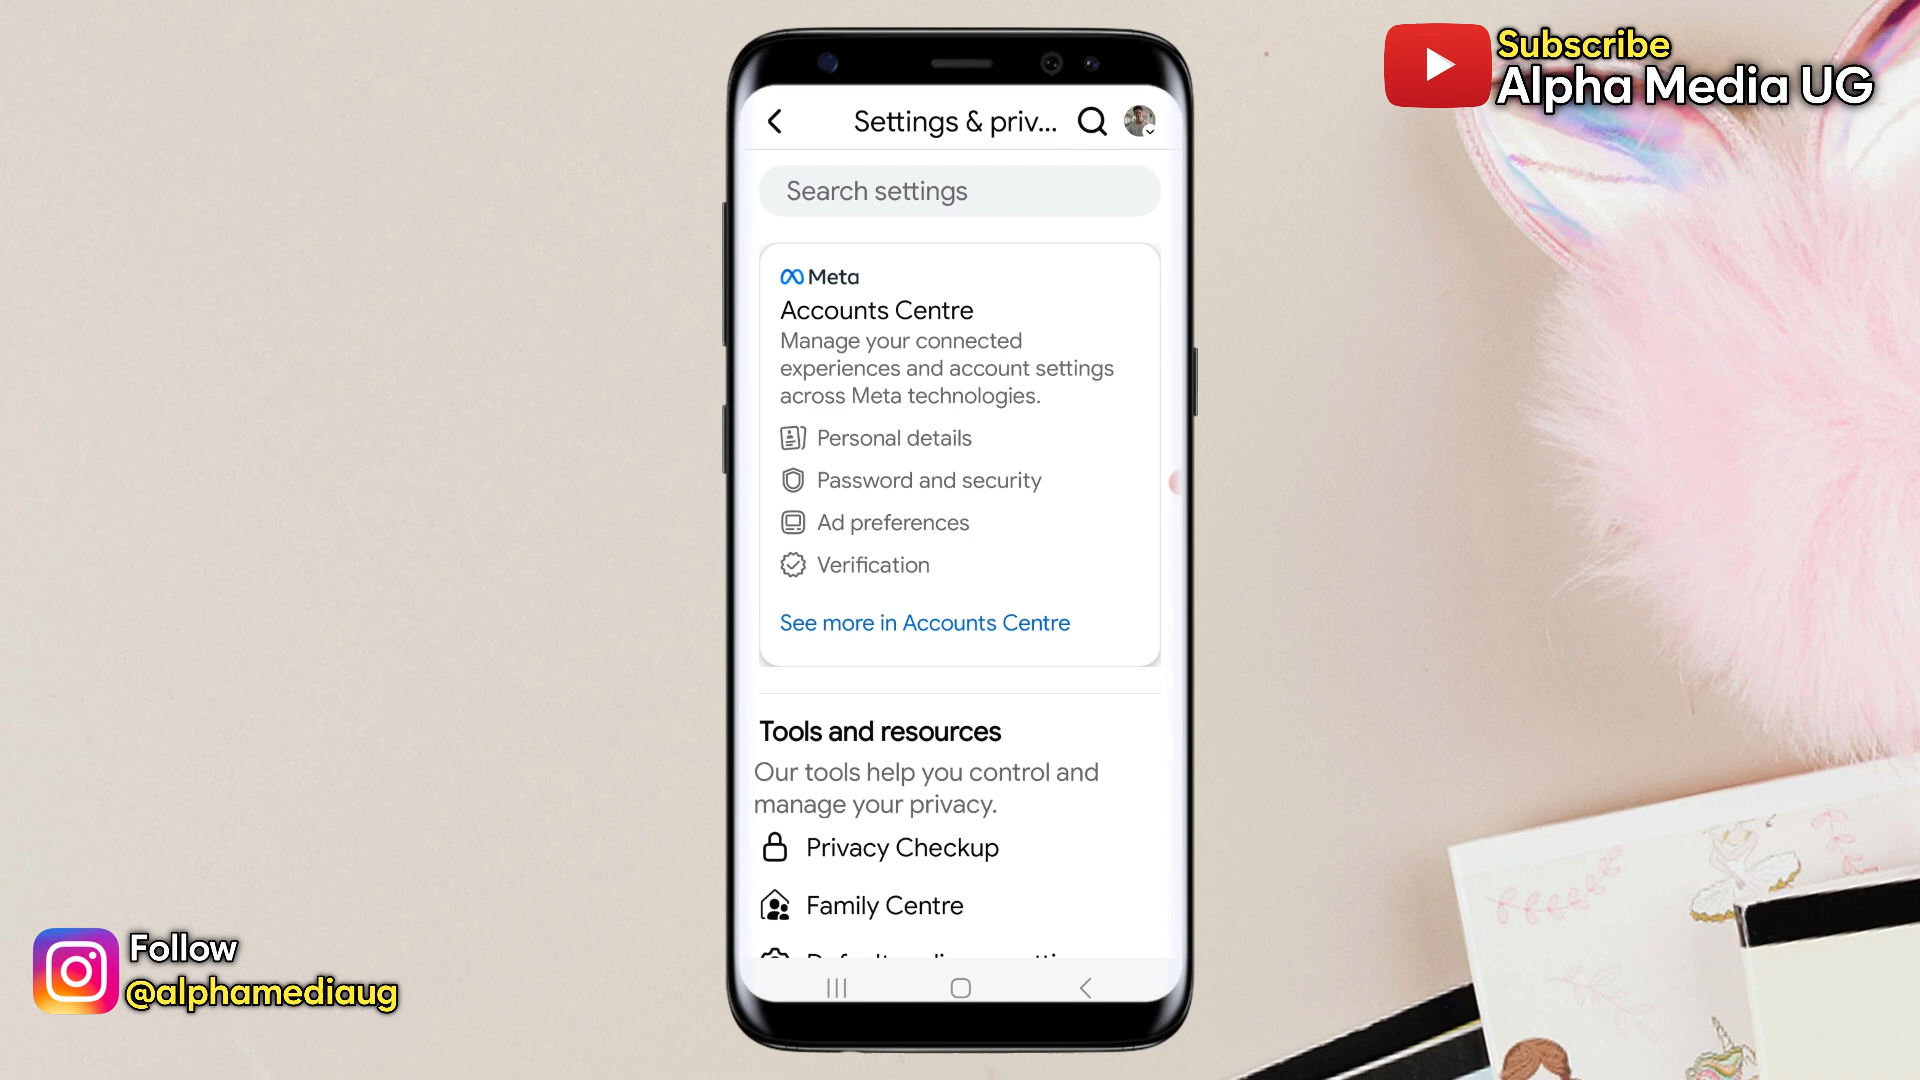 Subscribe
Alpha Media UG
Settings & priv...
Search settings
Meta
Accounts Centre
Manage your connected
experiences and account settings
across Meta technologies.
Personal details
Password and security
Ad preferences
Verification
See more in Accounts Centre
Tools and resources
Our tools help you control and
manage your privacy.
Privacy Checkup
Family Centre
Follow
@alphamediaug